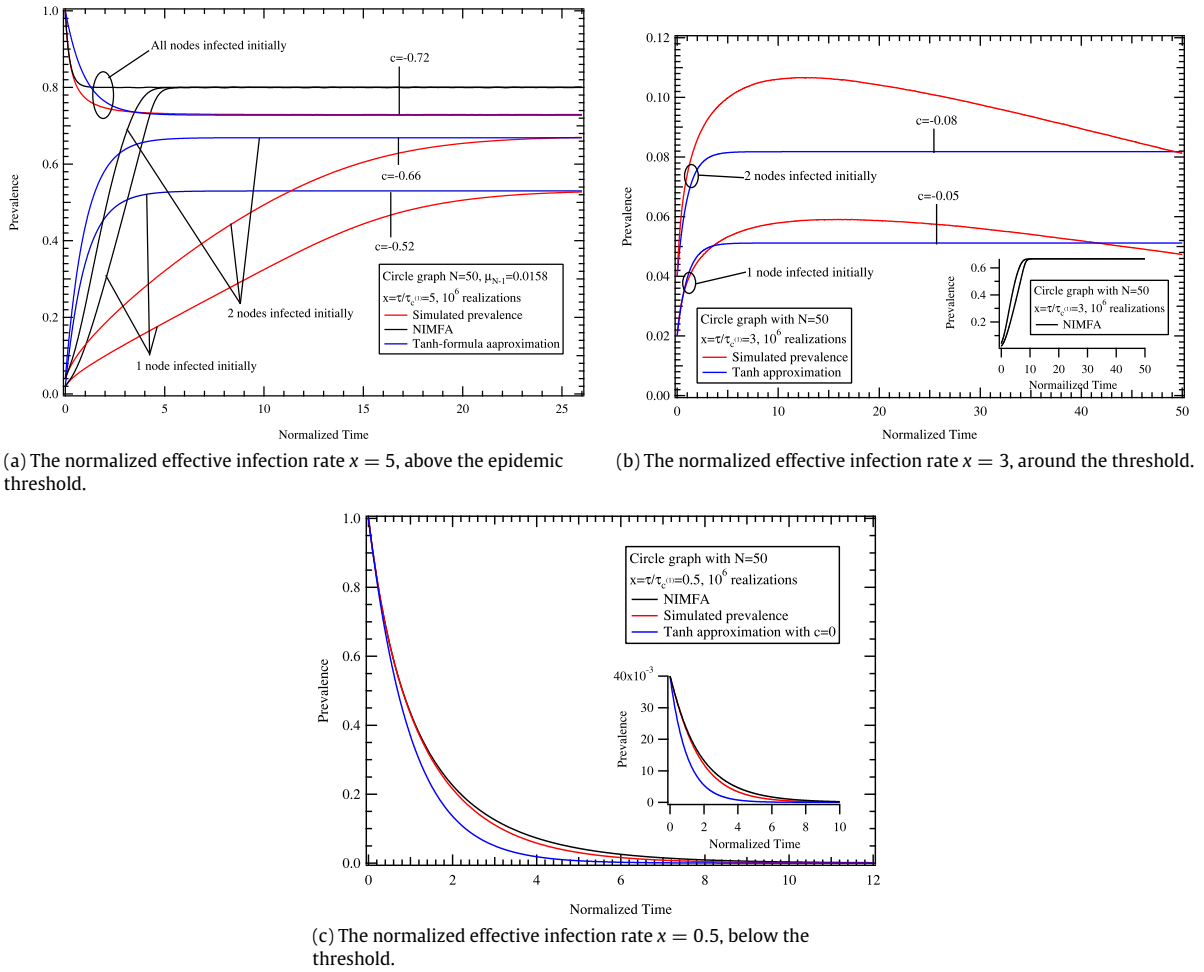 1.0
0.8
0.6
0.4
0.2
0.0
Prevalence
0
5
10
15
20
25
Normalized Time
All nodes infected initially
c=-0.72
c=-0.66
c=-0.52
2 nodes infected initially
1 node infected initially
Circle graph N=50, μN-1=0.0158
x=τ/τc(1)=5, 10^6 realizations
Simulated prevalence
NIMFA
Tanh-formula aaproximation
(a) The normalized effective infection rate x = 5, above the epidemic
threshold.
0.12
0.10
0.08
0.06
0.04
0.02
0.00
Prevalence
0
10
20
30
40
50
Normalized Time
c=-0.08
2 nodes infected initially
c=-0.05
1 node infected initially
Circle graph with N=50
x=τ/τc(1)=3, 10^6 realizations
Simulated prevalence
Tanh approximation
0.6
0.4
0.2
Prevalence
0
10
20
30
40
50
Normailized Time
Circle graph with N=50
x=τ/τc(1)=3, 10^6 realizations
NIMFA
(b) The normalized effective infection rate x = 3, around the threshold.
1.0
0.8
0.6
0.4
0.2
0.0
Prevalence
0
2
4
6
8
10
12
Normalized Time
Circle graph with N=50
x=τ/τc(1)=0.5, 10^6 realizations
NIMFA
Simulated prevalence
Tanh approximation with c=0
40x10^-3
30
20
10
0
Prevalence
0
2
4
6
8
10
Normalized Time
(c) The normalized effective infection rate x = 0.5, below the
threshold.